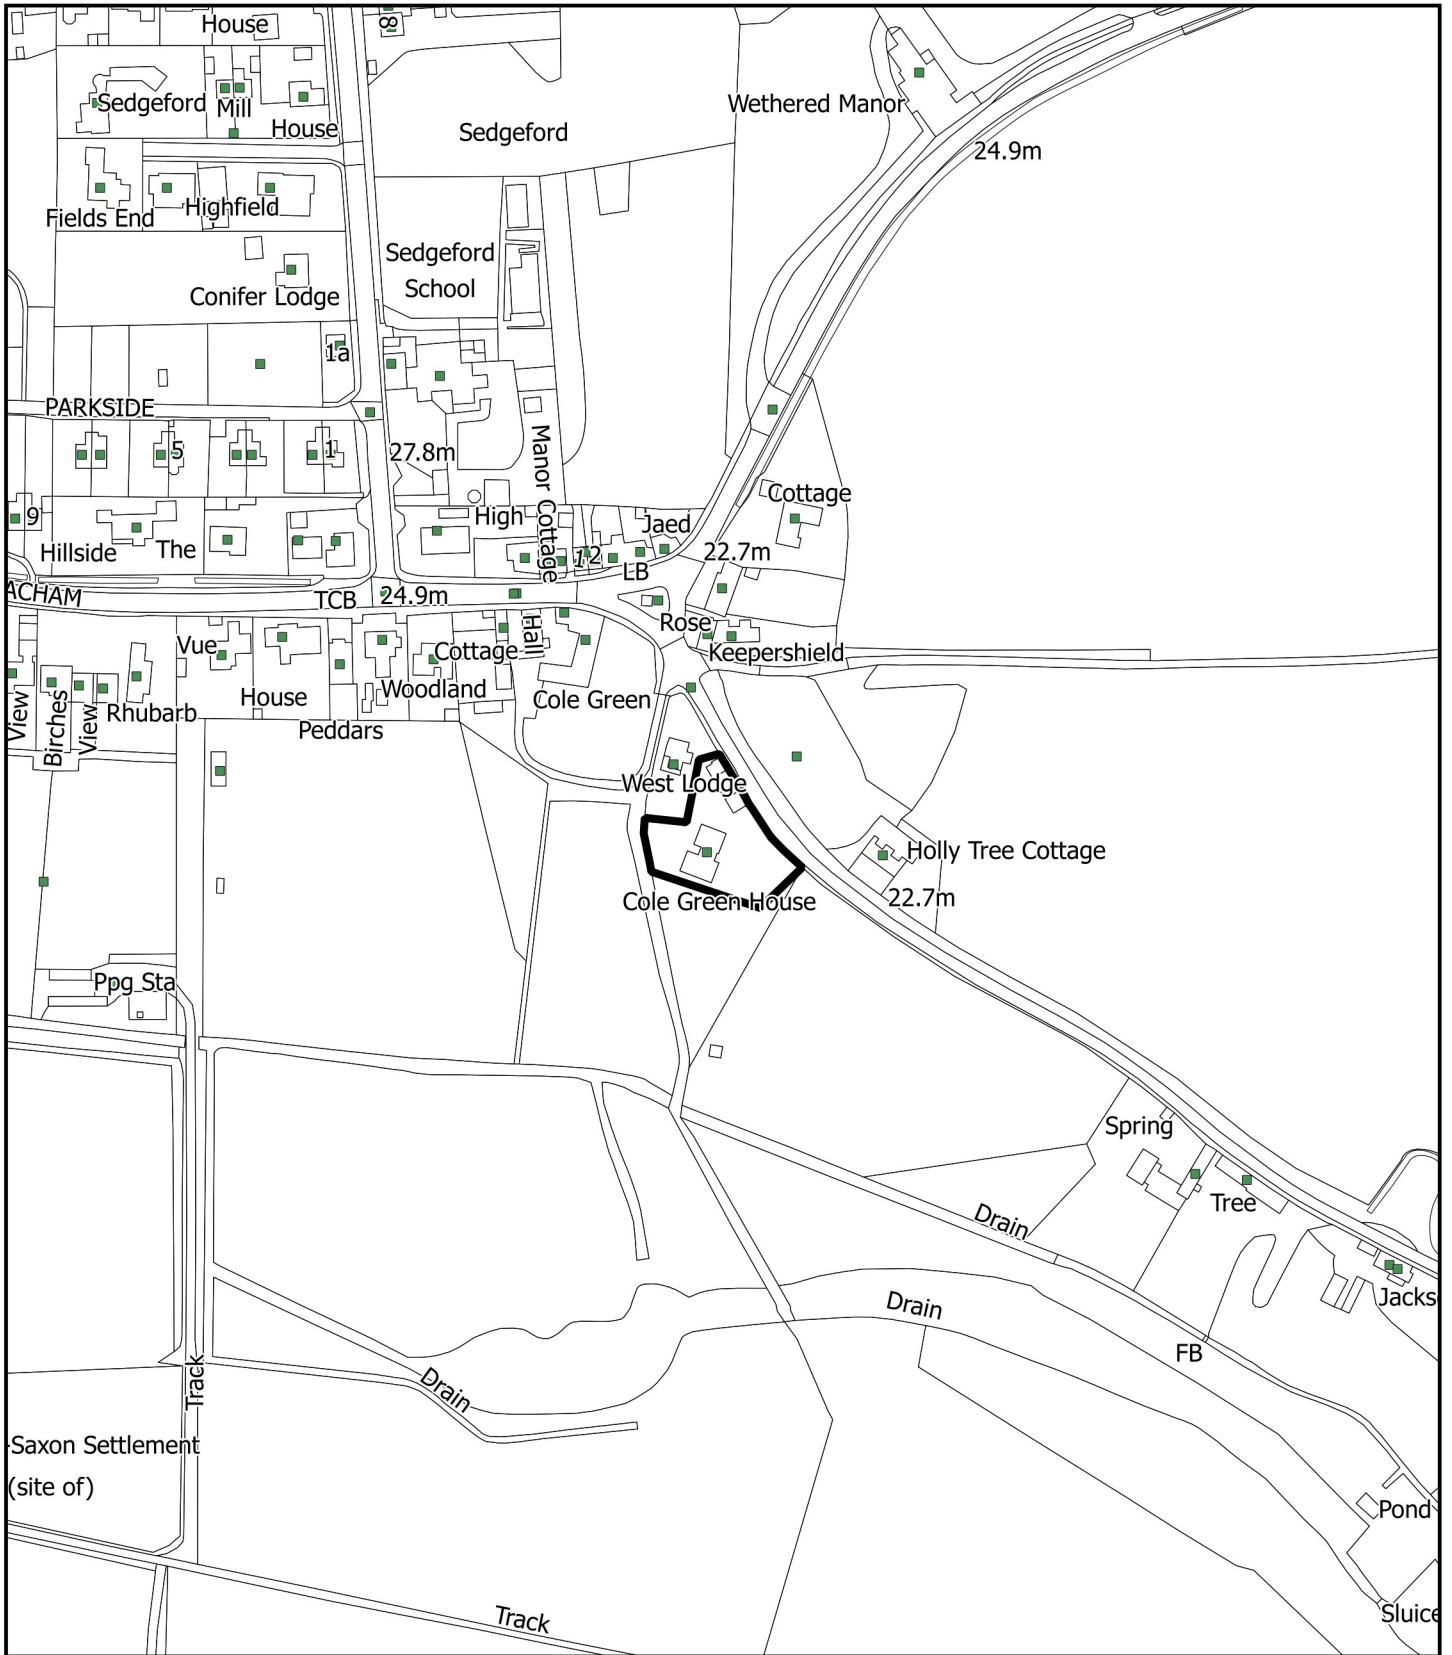 House
8
Sedgeford
Mill
House
Sedgeford
Wethered Manor
24.9m
Fields End
Highfield
Sedgeford
School
Conifer Lodge
1a
PARKSIDE
5
1
27.8m
Manor Cottage
Cottage
9
High
Jaed
Hillside
The
1
2
22.7m
LB
ACHAM
TCB
24.9m
Rose
Vue
Cottage
Hall
Keepershield
View
Birches
View
Rhubarb
House
Woodland
Cole Green
Peddars
West Lodge
Holly Tree Cottage
Cole Green House
22.7m
Ppg Sta
Spring
Tree
Drain
Drain
Jacks
FB
Track
Drain
-Saxon Settlement
(site of)
Pond
Track
Sluice